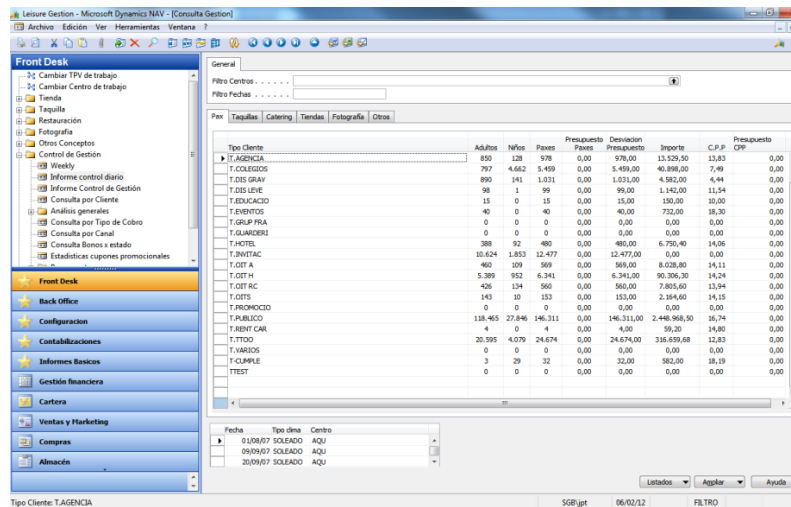 Leisure Gestion - Microsoft Dynamics NAV - [Consulta Gestion]
Archivo Edición Ver Herramientas Ventana ?
Front Desk
Cambiar TPV de trabajo
Cambiar Centro de trabajo
Tienda
Taquilla
Restauración
Fotografia
Otros Conceptos
Control de Gestión
Weekly
Informe control diario
Informe Control de Gestión
Consulta por Cliente
Análisis generales
Consulta por Tipo de Cobro
Consulta por Canal
Consulta Bonos x estado
Estadisticas cupones promocionales
Front Desk
Back Office
Configuracion
Contabilizaciones
Informes Basicos
Gestión financiera
Cartera
Ventas y Marketing
Compras
Almacén
General
Filtro Centros . . . . . .
Filtro Fechas . . . . . .
Pax Taquillas Catering Tiendas Fotografía Otros
Presupuesto Desviacion Presupuesto
Tipo Cliente Adultos Niños Paxes Paxes Presupuesto Importe C.P.P CPP
T.AGENCIA 850 128 978 0,00 978,00 13.529,50 13,83 0,00
T.COLEGIOS 797 4.662 5.459 0,00 5.459,00 40.898,00 7,49 0,00
T.DIS GRAV 890 141 1.031 0,00 1.031,00 4.582,00 4,44 0,00
T.DIS LEVE 98 1 99 0,00 99,00 1.142,00 11,54 0,00
T.EDUCACIO 15 0 15 0,00 15,00 150,00 10,00 0,00
T.EVENTOS 40 0 40 0,00 40,00 732,00 18,30 0,00
T.GRUP FRA 0 0 0 0,00 0,00 0,00 0,00 0,00
T.GUARDERI 0 0 0 0,00 0,00 0,00 0,00 0,00
T.HOTEL 388 92 480 0,00 480,00 6.750,40 14,06 0,00
T.INVITAC 10.624 1.853 12.477 0,00 12.477,00 0,00 0,00 0,00
T.OIT A 460 109 569 0,00 569,00 8.028,80 14,11 0,00
T.OIT H 5.389 952 6.341 0,00 6.341,00 90.306,30 14,24 0,00
T.OIT RC 426 134 560 0,00 560,00 7.805,60 13,94 0,00
T.OITS 143 10 153 0,00 153,00 2.164,60 14,15 0,00
T.PROMOCIO 0 0 0 0,00 0,00 0,00 0,00 0,00
T.PUBLICO 118.465 27.846 146.311 0,00 146.311,00 2.448.968,50 16,74 0,00
T.RENT CAR 4 0 4 0,00 4,00 59,20 14,80 0,00
T.TTOO 20.595 4.079 24.674 0,00 24.674,00 316.659,68 12,83 0,00
T.VARIOS 0 0 0 0,00 0,00 0,00 0,00 0,00
T-CUMPLE 3 29 32 0,00 32,00 582,00 18,19 0,00
TTEST 0 0 0 0,00 0,00 0,00 0,00 0,00
Fecha Tipo clima Centro
01/08/07 SOLEADO AQU
09/09/07 SOLEADO AQU
20/09/07 SOLEADO AQU
Listados Ampliar Ayuda
Tipo Cliente: T.AGENCIA SGB\jpt 06/02/12 FILTRO